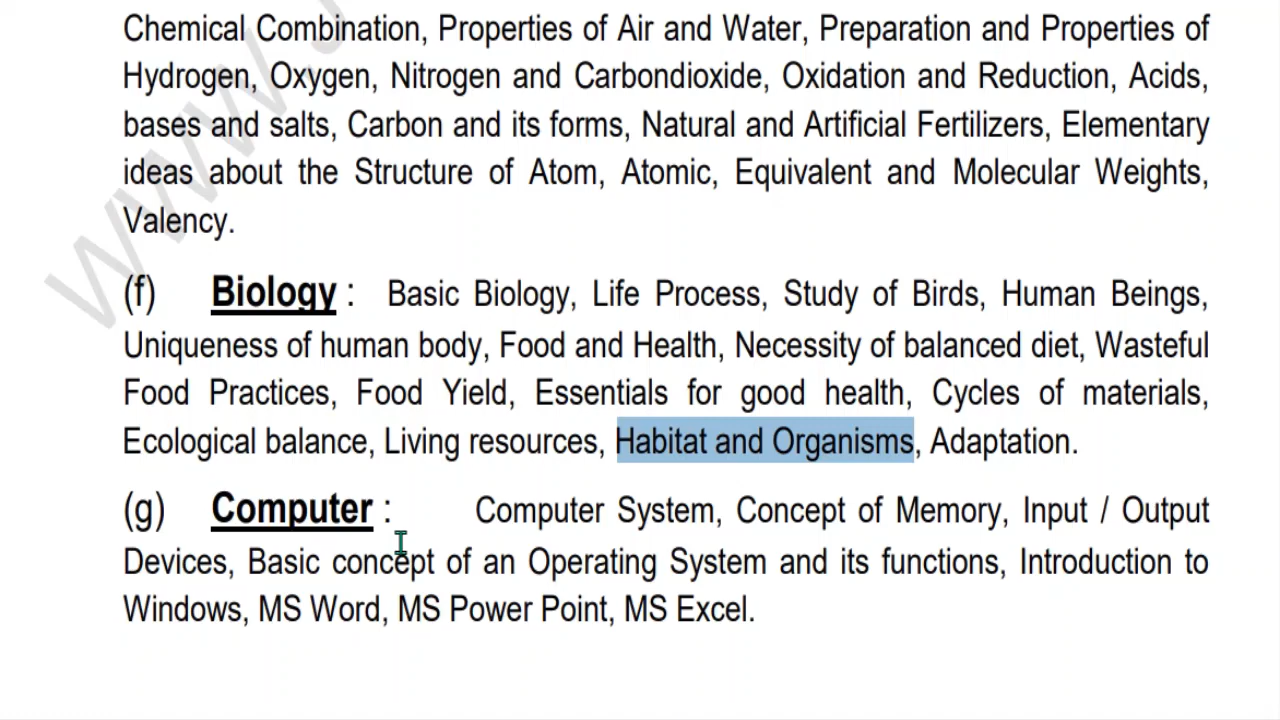 Chemical Combination, Properties of Air and Water, Preparation and Properties of
Hydrogen, Oxygen, Nitrogen and Carbondioxide, Oxidation and Reduction, Acids,
bases and salts, Carbon and its forms, Natural and Artificial Fertilizers, Elementary
ideas about the Structure of Atom, Atomic, Equivalent and Molecular Weights,
Valency.
(f) Biology : Basic Biology, Life Process, Study of Birds, Human Beings,
Uniqueness of human body, Food and Health, Necessity of balanced diet, Wasteful
Food Practices, Food Yield, Essentials for good health, Cycles of materials,
Ecological balance, Living resources, Habitat and Organisms, Adaptation.
(g) Computer : Computer System, Concept of Memory, Input / Output
Devices, Basic concept of an Operating System and its functions, Introduction to
Windows, MS Word, MS Power Point, MS Excel.
www.